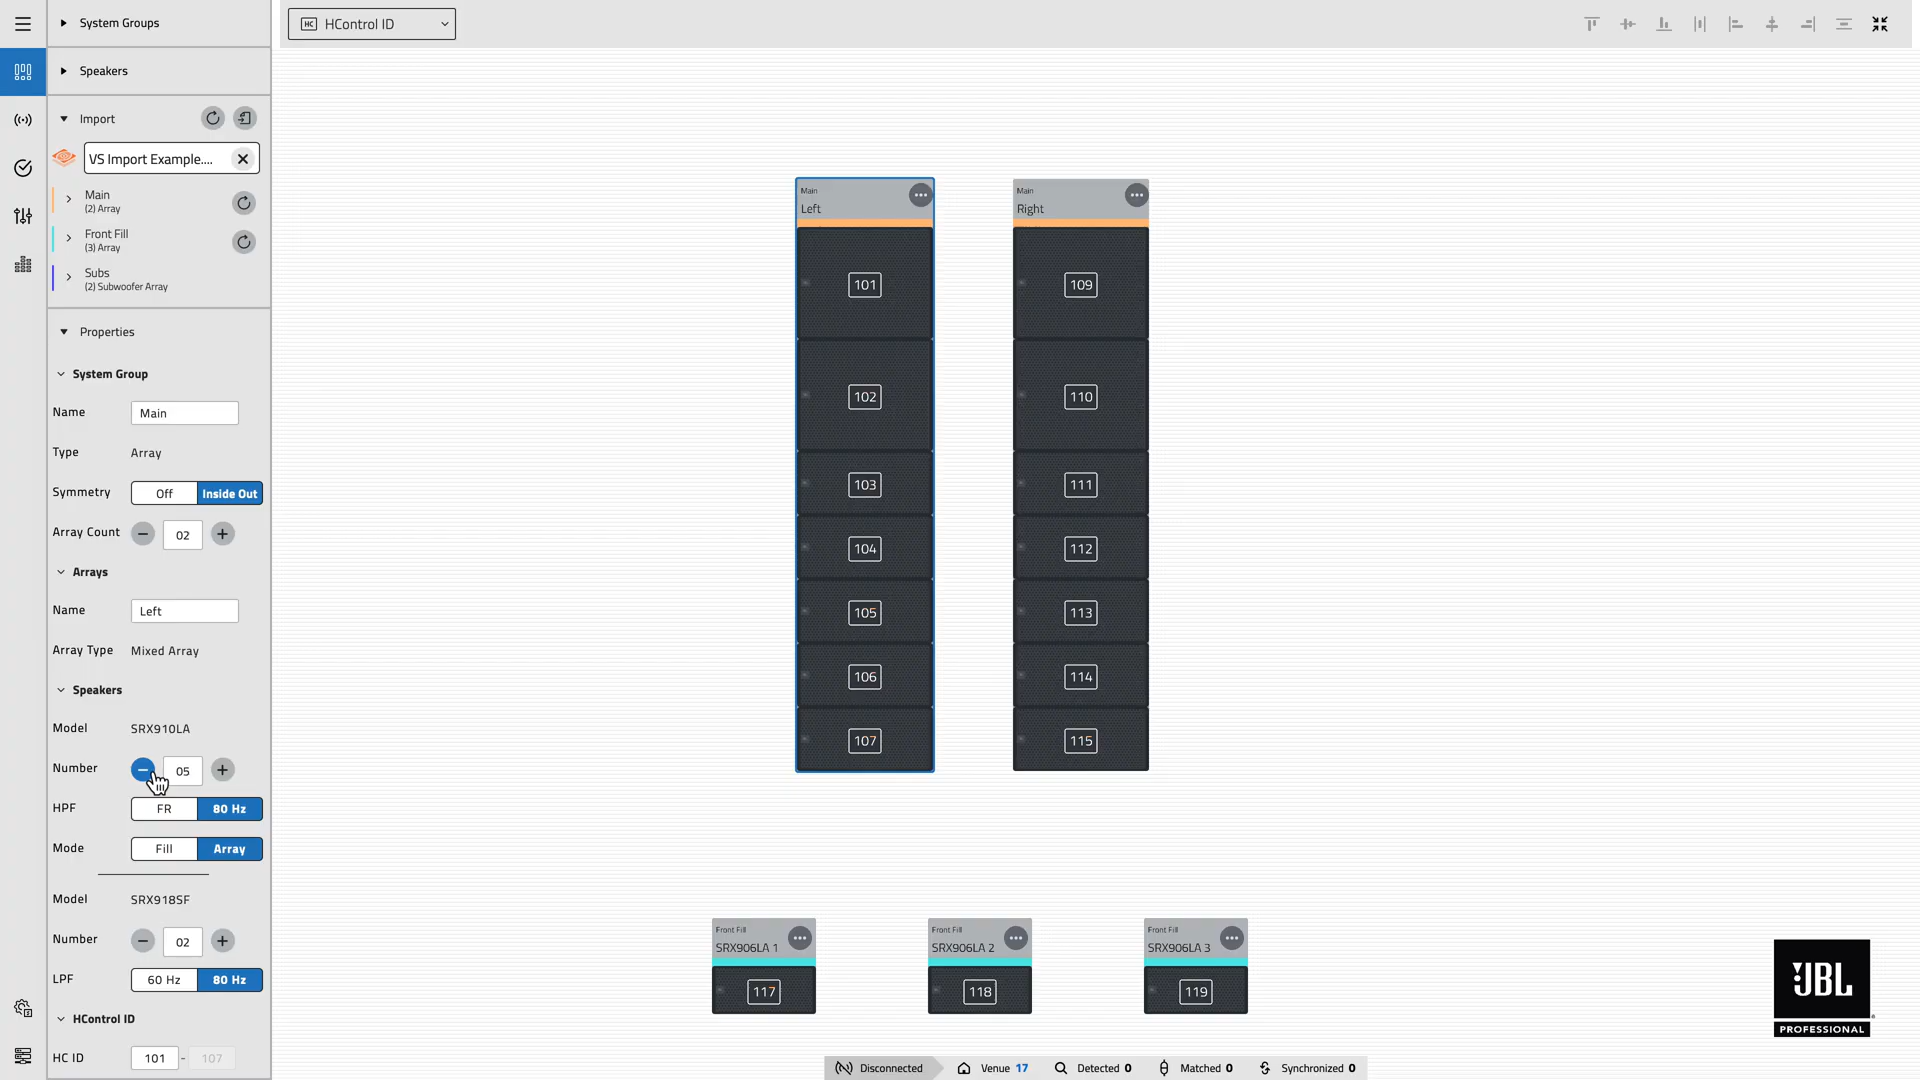 System Groups
HC HControl ID
Speakers
Import
VS Import Example....
Main
(2) Array
Front Fill
(3) Array
Subs
(2) Subwoofer Array
Properties
System Group
Name Main
Type Array
Symmetry Off Inside Out
Array Count 02
Arrays
Name Left
Array Type Mixed Array
Speakers
Model SRX910LA
Number 05
HPF FR 80 Hz
Mode Fill Array
Model SRX918SF
Number 02
LPF 60 Hz 80 Hz
HControl ID
HC ID 101 - 107
Main
Left
101
102
103
104
105
106
107
Main
Right
109
110
111
112
113
114
115
Front Fill
SRX906LA 1
117
Front Fill
SRX906LA 2
118
Front Fill
SRX906LA 3
119
JBL
PROFESSIONAL
Disconnected Venue 17 Detected 0 Matched 0 Synchronized 0